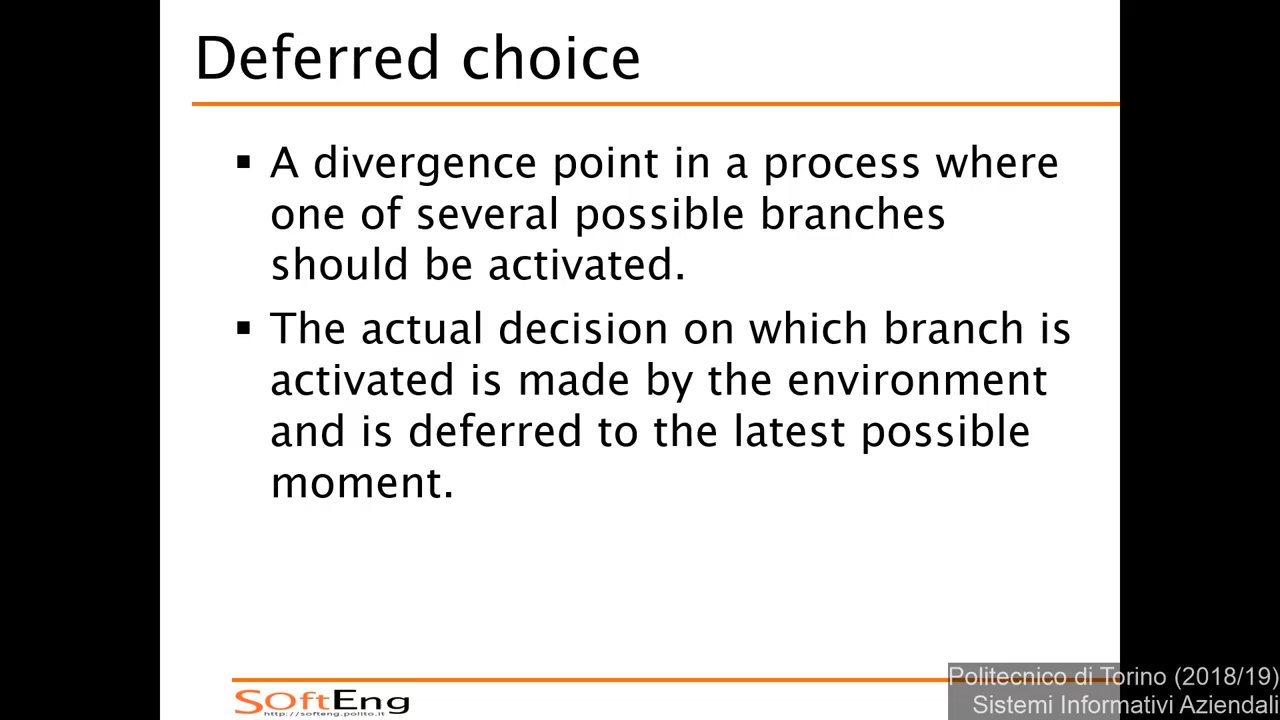 Deferred choice
▪ A divergence point in a process where
one of several possible branches
should be activated.
▪ The actual decision on which branch is
activated is made by the environment
and is deferred to the latest possible
moment.
SoftEng
http://softeng.polito.it
Politecnico di Torino (2018/19)
Sistemi Informativi Aziendali